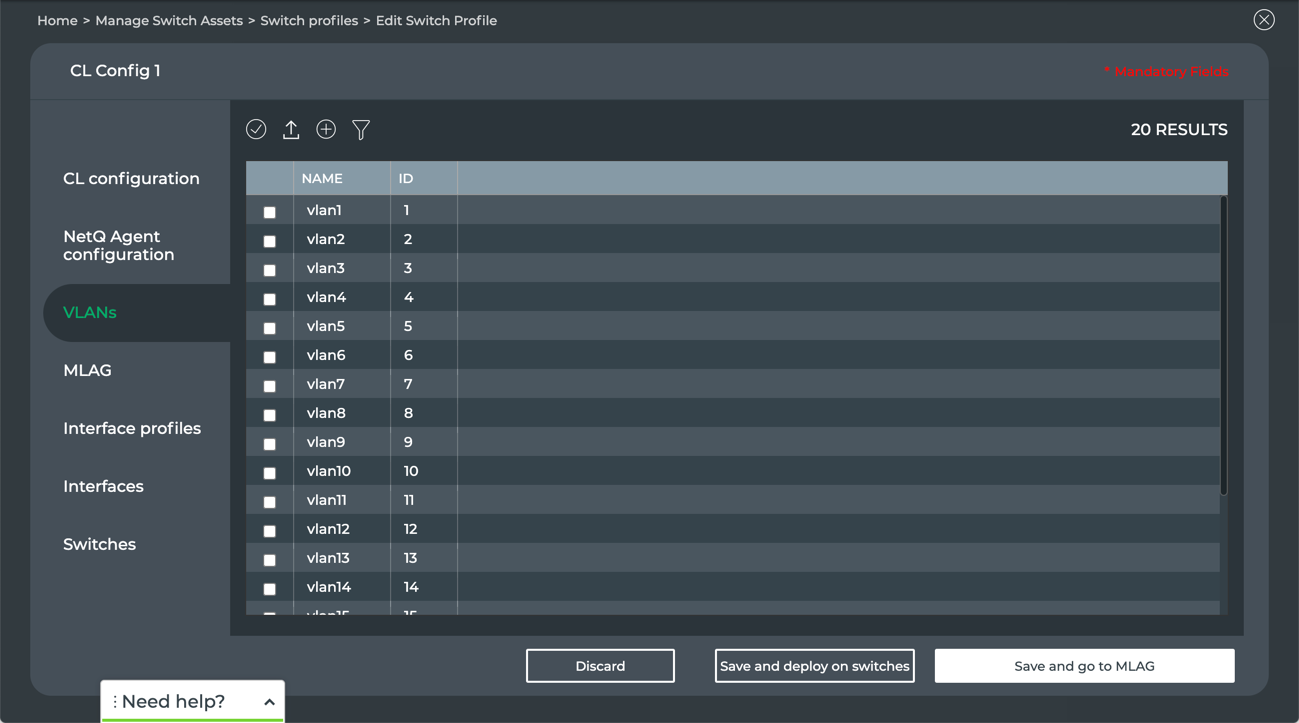 Home > Manage Switch Assets > Switch profiles > Edit Switch Profile
CL Config 1
* Mandatory Fields
20 RESULTS
CL configuration
NetQ Agent
configuration
VLANs
MLAG
Interface profiles
Interfaces
Switches
NAME ID
vlan1 1
vlan2 2
vlan3 3
vlan4 4
vlan5 5
vlan6 6
vlan7 7
vlan8 8
vlan9 9
vlan10 10
vlan11 11
vlan12 12
vlan13 13
vlan14 14
vlan15 15
Discard
Save and deploy on switches
Save and go to MLAG
Need help?